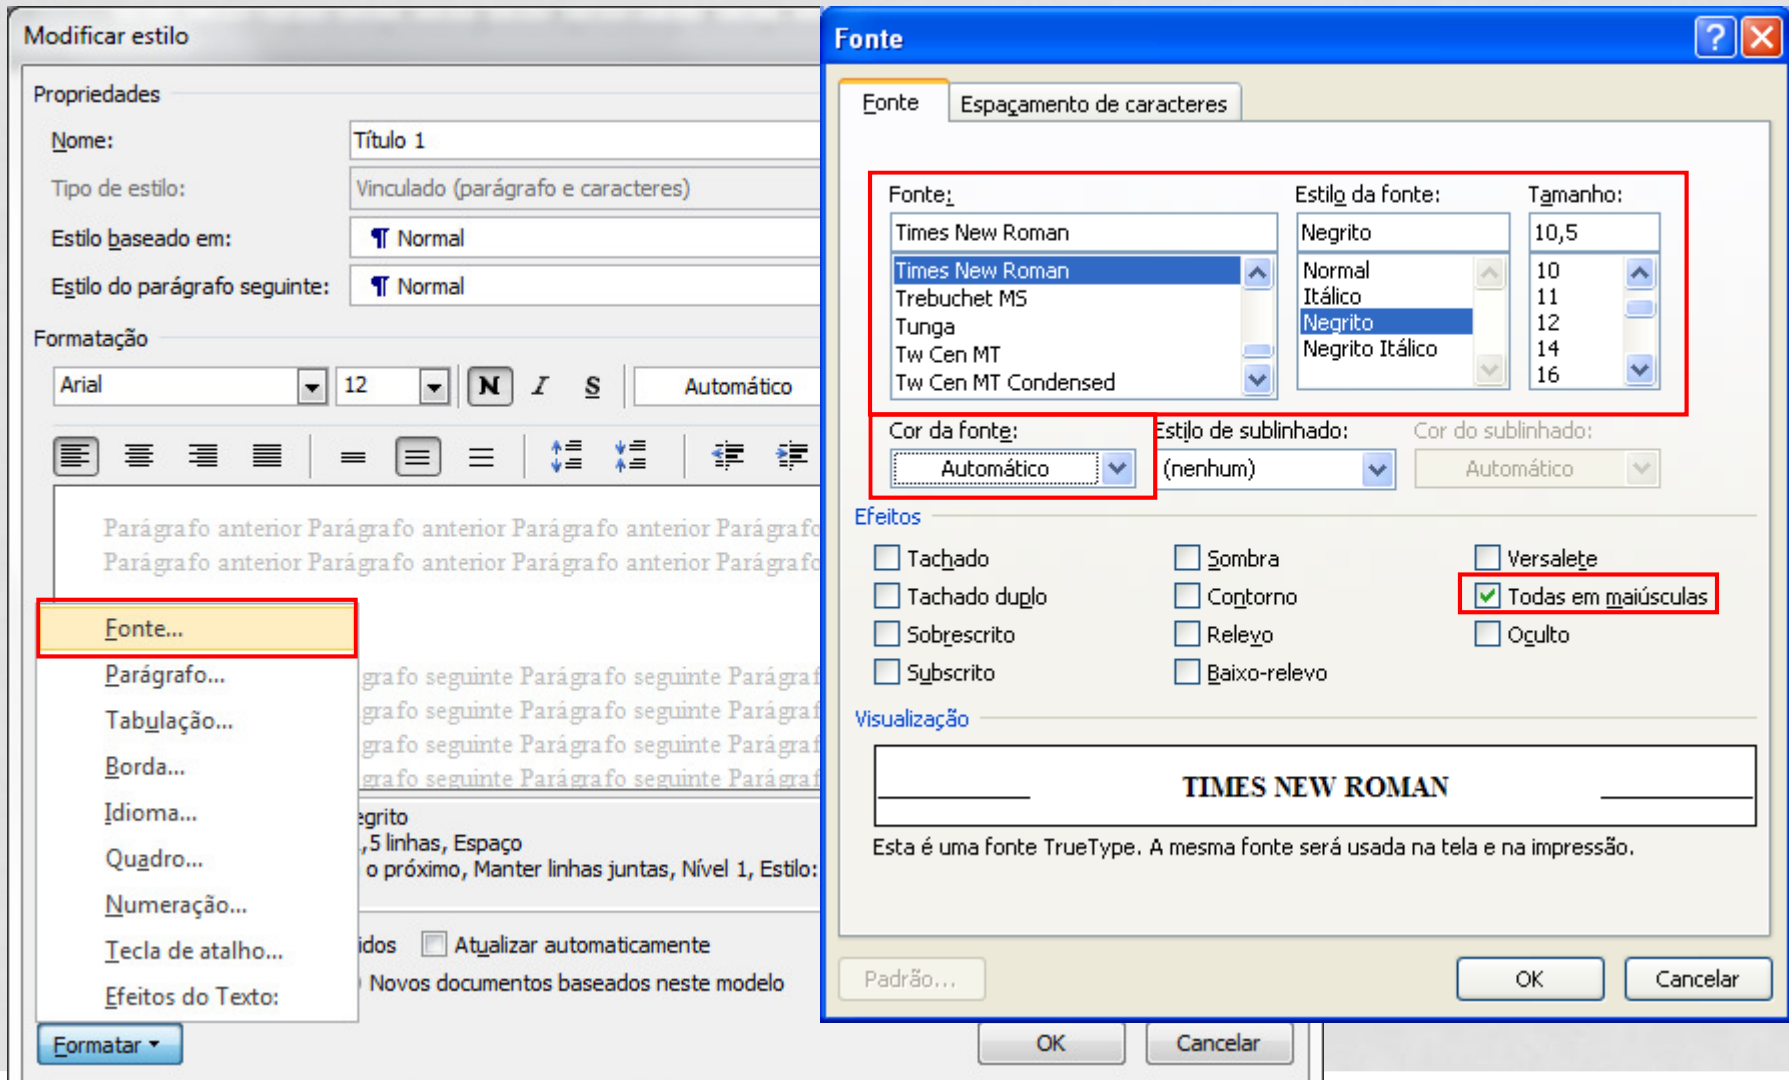 Modificar estilo
Propriedades
Nome:
Título 1
Tipo de estilo:
Vinculado (parágrafo e caracteres)
Estilo baseado em:
¶ Normal
Estilo do parágrafo seguinte:
¶ Normal
Formatação
Arial
12
N I S
Automático
Parágrafo anterior Parágrafo anterior Parágrafo anterior Parágrafo
Parágrafo anterior Parágrafo anterior Parágrafo anterior Parágrafo
Fonte...
Parágrafo...
Tabulação...
Borda...
Idioma...
Quadro...
Numeração...
Tecla de atalho...
Efeitos do Texto:
grafo seguinte Parágrafo seguinte Parágraf
grafo seguinte Parágrafo seguinte Parágraf
grafo seguinte Parágrafo seguinte Parágraf
grafo seguinte Parágrafo seguinte Parágraf
egrito
,5 linhas, Espaço
o próximo, Manter linhas juntas, Nível 1, Estilo:
idos
Atualizar automaticamente
Novos documentos baseados neste modelo
Formatar
OK
Cancelar
Fonte
?
Fonte
Espaçamento de caracteres
Fonte:
Estilo da fonte:
Tamanho:
Times New Roman
Negrito
10,5
Times New Roman
Trebuchet MS
Tunga
Tw Cen MT
Tw Cen MT Condensed
Normal
Itálico
Negrito
Negrito Itálico
10
11
12
14
16
Cor da fonte:
Estilo de sublinhado:
Cor do sublinhado:
Automático
(nenhum)
Automático
Efeitos
Tachado
Tachado duplo
Sobrescrito
Subscrito
Sombra
Contorno
Relevo
Baixo-relevo
Versalete
Todas em maiúsculas
Oculto
Visualização
TIMES NEW ROMAN
Esta é uma fonte TrueType. A mesma fonte será usada na tela e na impressão.
Padrão...
OK
Cancelar